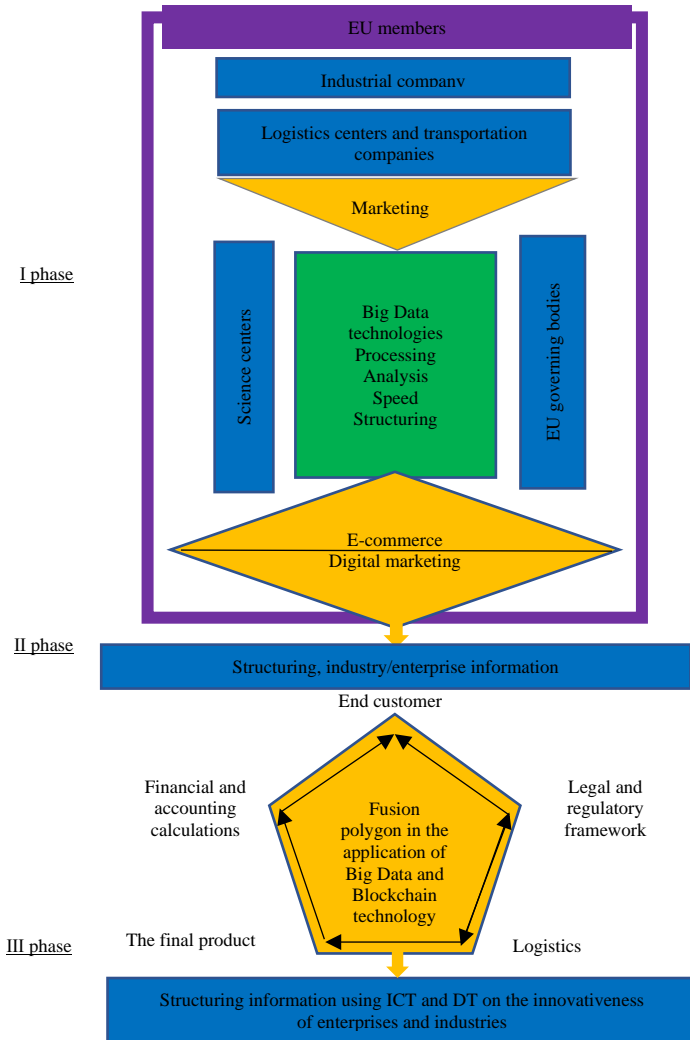 EU members
Industrial company
Logistics centers and transportation
companies
Marketing
I phase
Science centers
Big Data
technologies
Processing
Analysis
Speed
Structuring
EU governing bodies
E-commerce
Digital marketing
II phase
Structuring, industry/enterprise information
End customer
Financial and
accounting
calculations
Legal and
regulatory
framework
Fusion
polygon in the
application of
Big Data and
Blockchain
technology
III phase
The final product
Logistics
Structuring information using ICT and DT on the innovativeness
of enterprises and industries